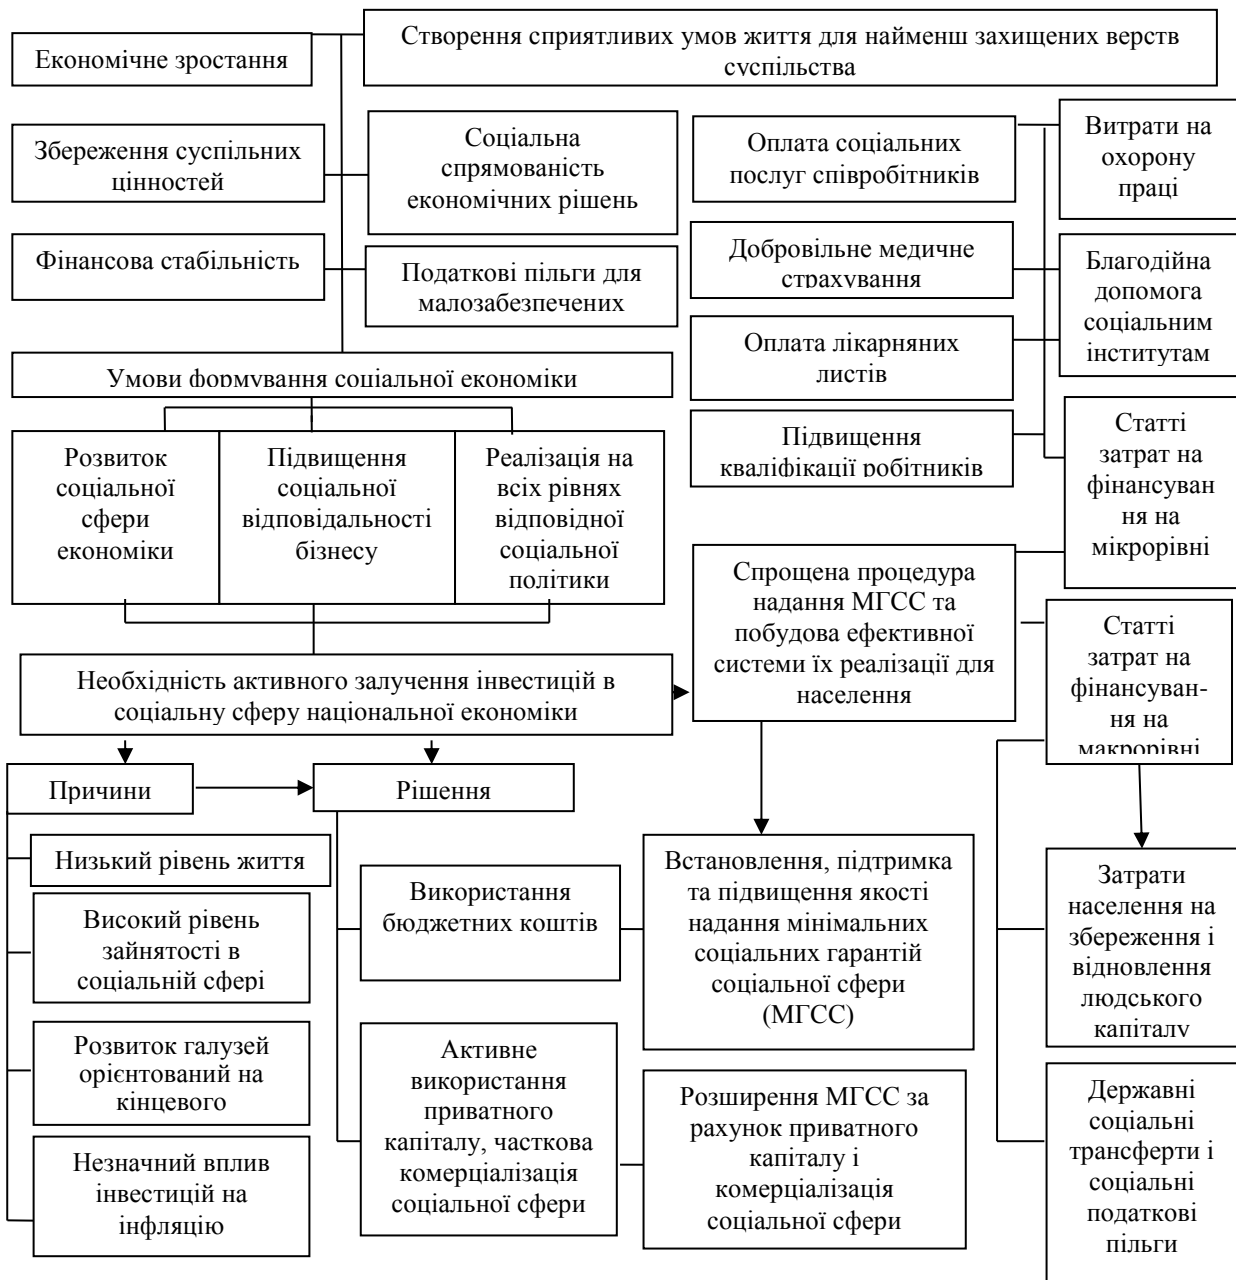 Економічне зростання
Створення сприятливих умов життя для найменш захищених верств
суспільства
Збереження суспільних
цінностей
Соціальна
спрямованість
економічних рішень
Фінансова стабільність
Податкові пільги для
малозабезпечених
Оплата соціальних
послуг співробітників
Витрати на
охорону
праці
Добровільне медичне
страхування
Благодійна
допомога
соціальним
інститутам
Оплата лікарняних
листів
Підвищення
кваліфікації робітників
Статті
затрат на
фінансуван
ня на
мікрорівні
Умови формування соціальної економіки
Розвиток
соціальної
сфери
економіки
Підвищення
соціальної
відповідальності
бізнесу
Реалізація на
всіх рівнях
відповідної
соціальної
політики
Спрощена процедура
надання МГСС та
побудова ефективної
системи їх реалізації для
населення
Статті
затрат на
фінансуван-
ня на
макрорівні
Необхідність активного залучення інвестицій в
соціальну сферу національної економіки
Причини
Рішення
Низький рівень життя
Високий рівень
зайнятості в
соціальній сфері
Розвиток галузей
орієнтований на
кінцевого
Незначний вплив
інвестицій на
інфляцію
Використання
бюджетних коштів
Активне
використання
приватного
капіталу, часткова
комерціалізація
соціальної сфери
Встановлення, підтримка
та підвищення якості
надання мінімальних
соціальних гарантій
соціальної сфери
(МГСС)
Розширення МГСС за
рахунок приватного
капіталу і
комерціалізація
соціальної сфери
Затрати
населення на
збереження і
відновлення
людського
капіталу
Державні
соціальні
трансферти і
соціальні
податкові
пільги